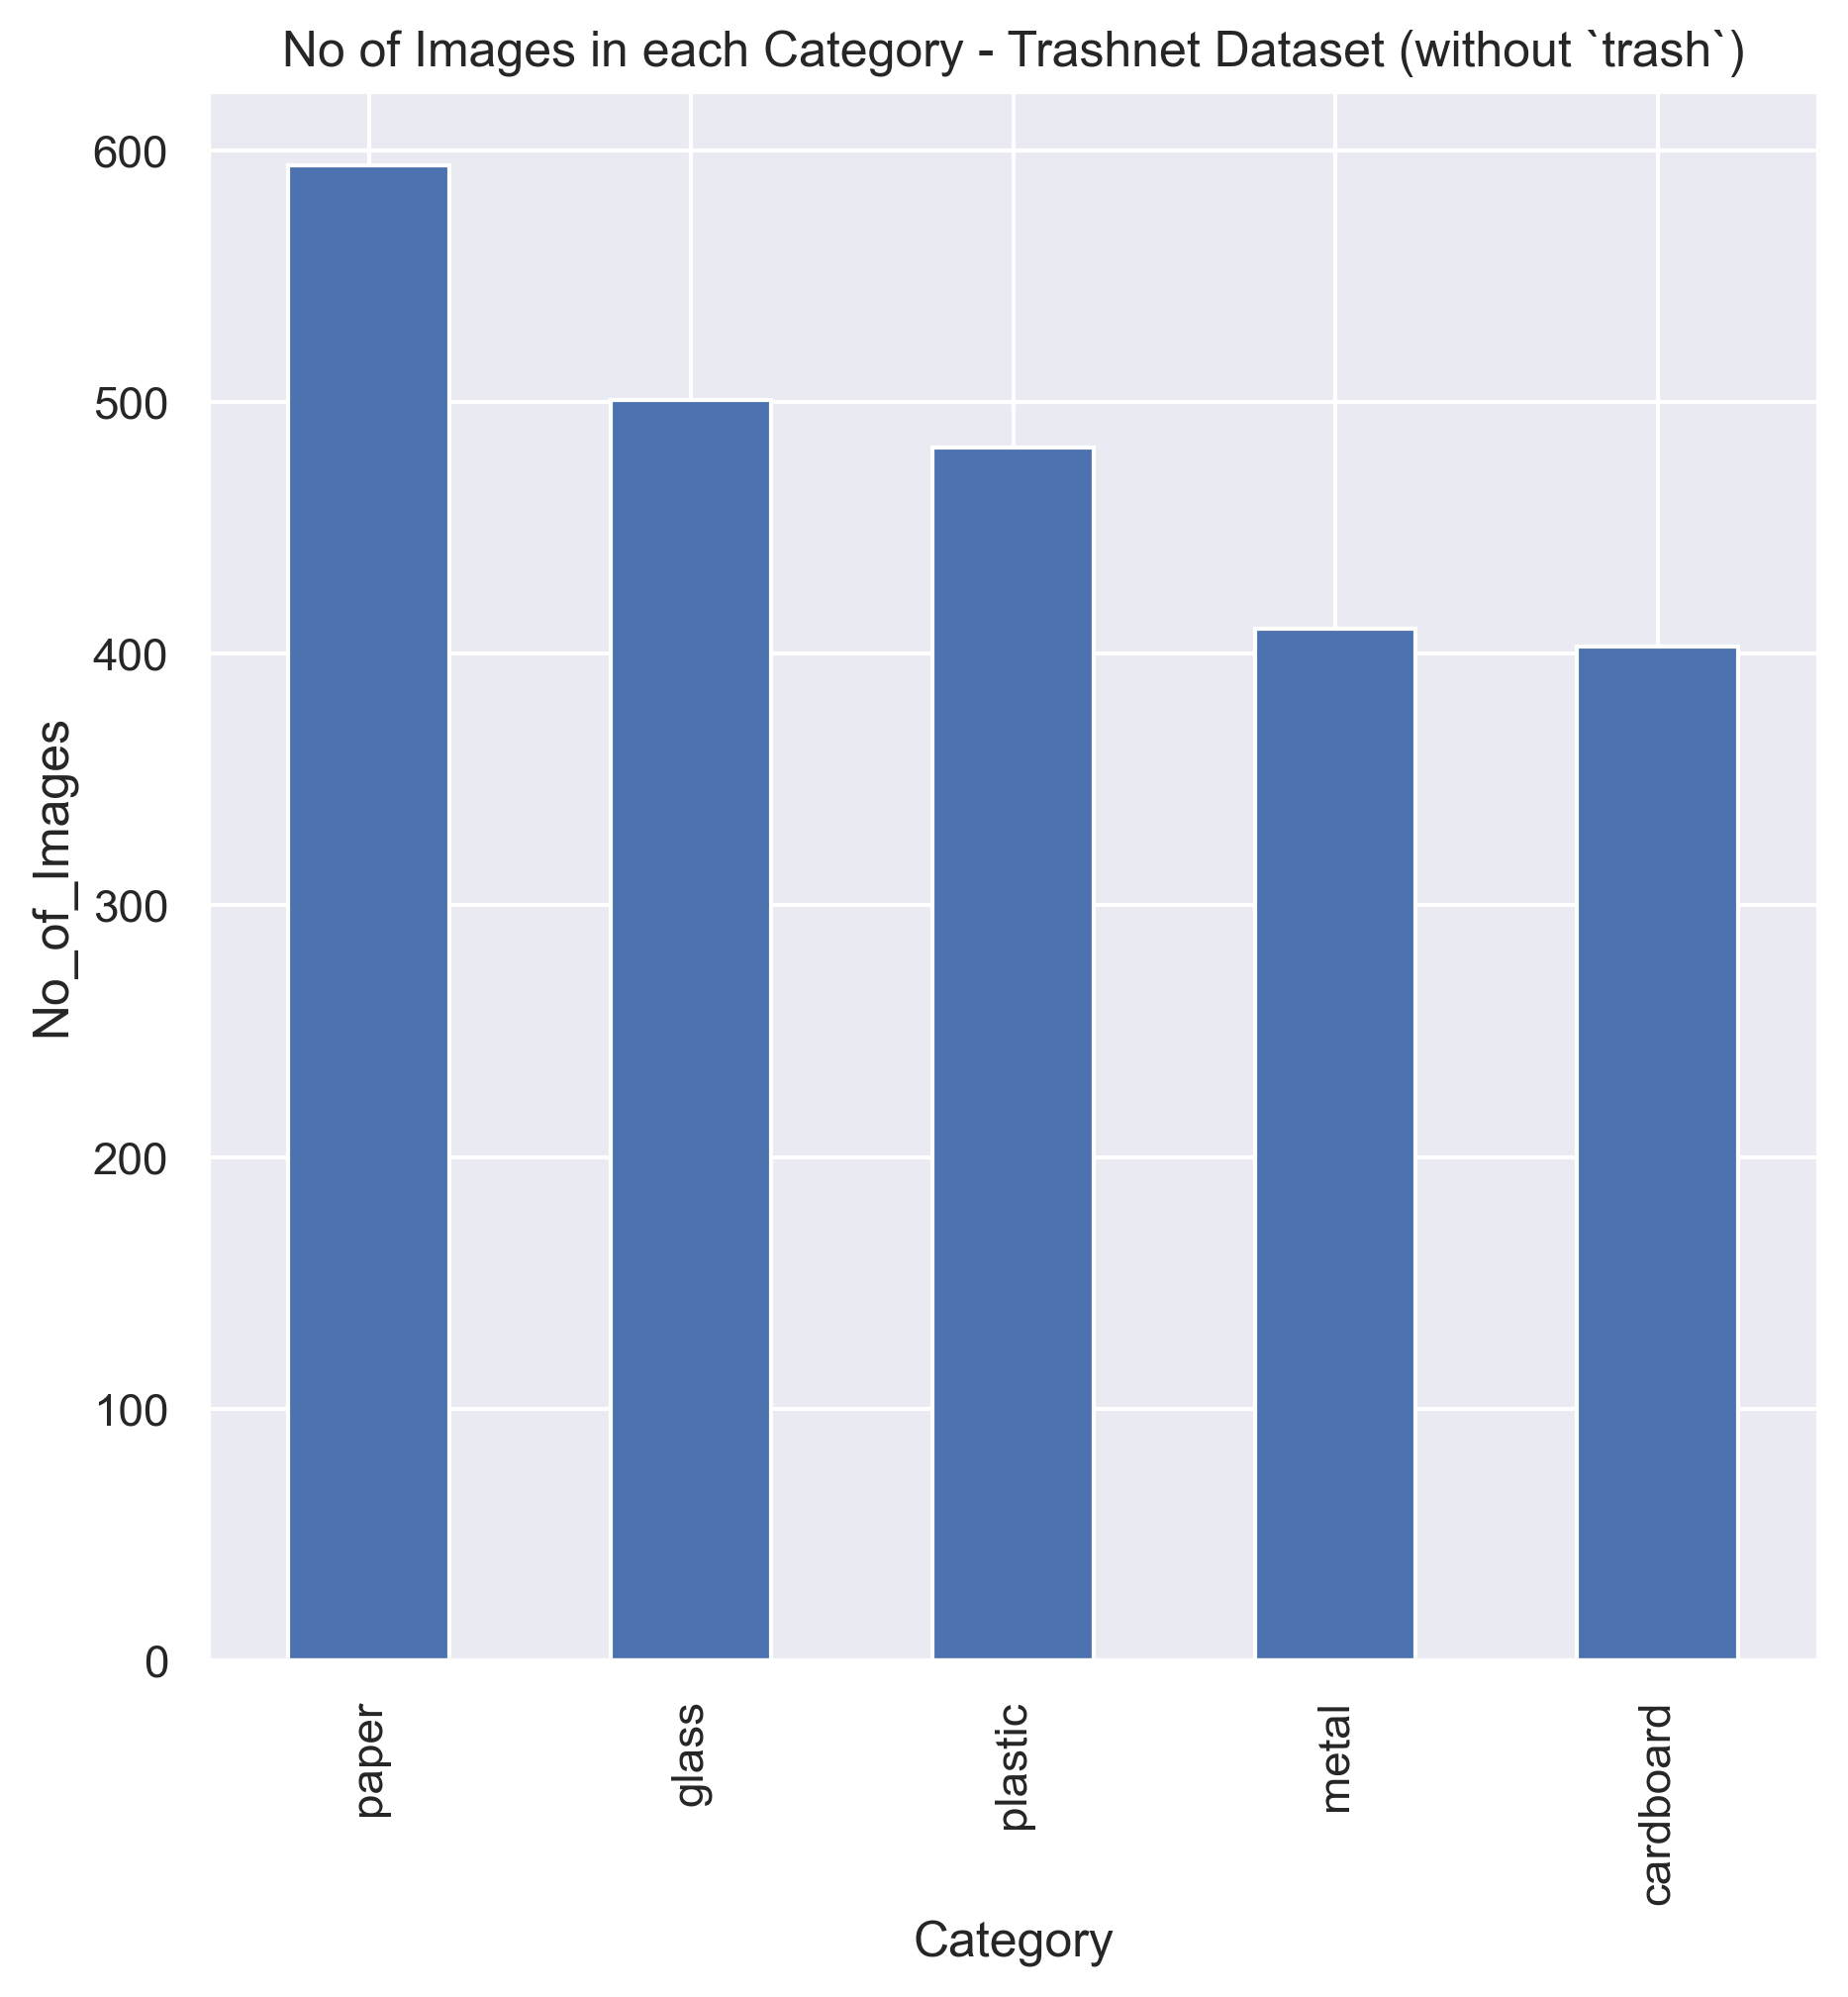 No of Images in each Category - Trashnet Dataset (without `trash`)
600
500
400
300
200
100
0
No_of_Images
paper
glass
plastic
metal
cardboard
Category